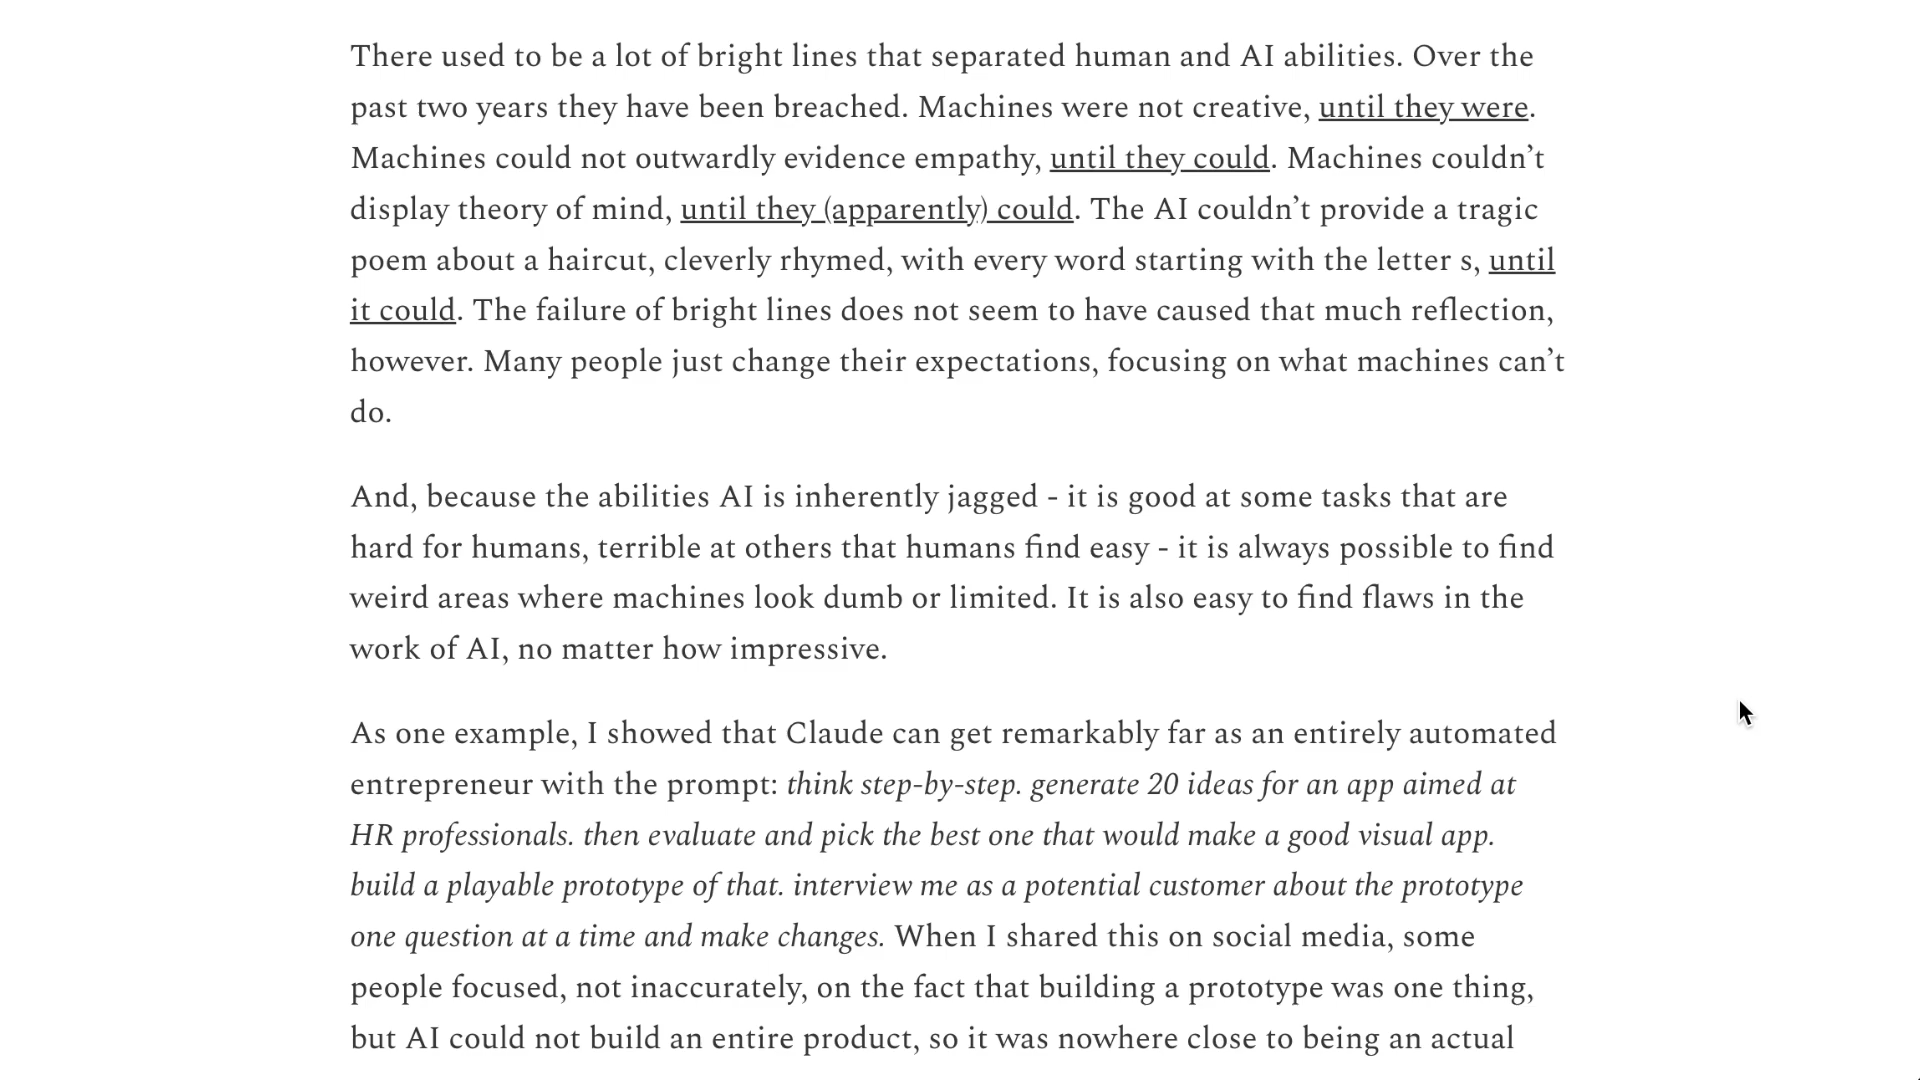 There used to be a lot of bright lines that separated human and AI abilities. Over the
past two years they have been breached. Machines were not creative, until they were.
Machines could not outwardly evidence empathy, until they could. Machines couldn’t
display theory of mind, until they (apparently) could. The AI couldn’t provide a tragic
poem about a haircut, cleverly rhymed, with every word starting with the letter s, until
it could. The failure of bright lines does not seem to have caused that much reflection,
however. Many people just change their expectations, focusing on what machines can’t
do.
And, because the abilities AI is inherently jagged - it is good at some tasks that are
hard for humans, terrible at others that humans find easy - it is always possible to find
weird areas where machines look dumb or limited. It is also easy to find flaws in the
work of AI, no matter how impressive.
As one example, I showed that Claude can get remarkably far as an entirely automated
entrepreneur with the prompt: think step-by-step. generate 20 ideas for an app aimed at
HR professionals. then evaluate and pick the best one that would make a good visual app.
build a playable prototype of that. interview me as a potential customer about the prototype
one question at a time and make changes. When I shared this on social media, some
people focused, not inaccurately, on the fact that building a prototype was one thing,
but AI could not build an entire product, so it was nowhere close to being an actual